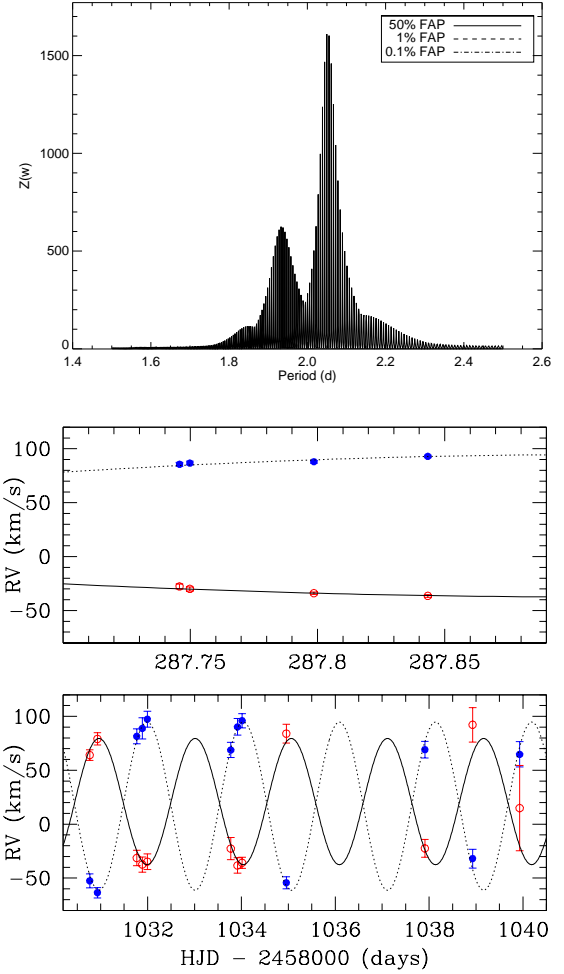 50% FAP
1% FAP
0.1% FAP
1500
1000
500
0
Z(w)
1.4 1.6 1.8 2.0 2.2 2.4 2.6
Period (d)
100
50
0
−50
RV (km/s)
287.75 287.8 287.85
100
50
0
−50
RV (km/s)
1032 1034 1036 1038 1040
HJD − 2458000 (days)